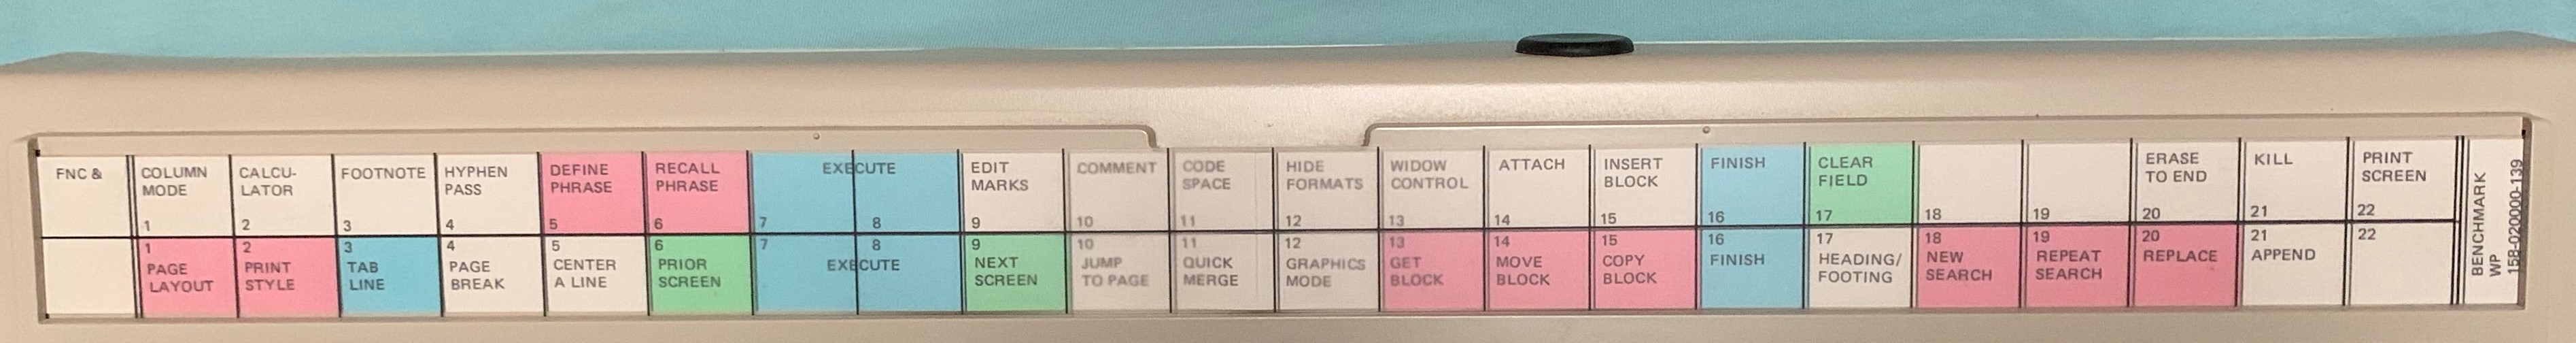 FNC &
COLUMN
MODE
1
CALCU-
LATOR
2
FOOTNOTE
3
HYPHEN
PASS
4
DEFINE
PHRASE
5
RECALL
PHRASE
6
EXECUTE
7
8
EDIT
MARKS
9
COMMENT
10
CODE
SPACE
11
HIDE
FORMATS
12
WIDOW
CONTROL
13
ATTACH
14
INSERT
BLOCK
15
FINISH
16
CLEAR
FIELD
17
18
19
ERASE
TO END
20
KILL
21
PRINT
SCREEN
22
1
PAGE
LAYOUT
2
PRINT
STYLE
3
TAB
LINE
4
PAGE
BREAK
5
CENTER
A LINE
6
PRIOR
SCREEN
7
8
EXECUTE
9
NEXT
SCREEN
10
JUMP
TO PAGE
11
QUICK
MERGE
12
GRAPHICS
MODE
13
GET
BLOCK
14
MOVE
BLOCK
15
COPY
BLOCK
16
FINISH
17
HEADING/
FOOTING
18
NEW
SEARCH
19
REPEAT
SEARCH
20
REPLACE
21
APPEND
22
BENCHMARK
WP
158-020000-139